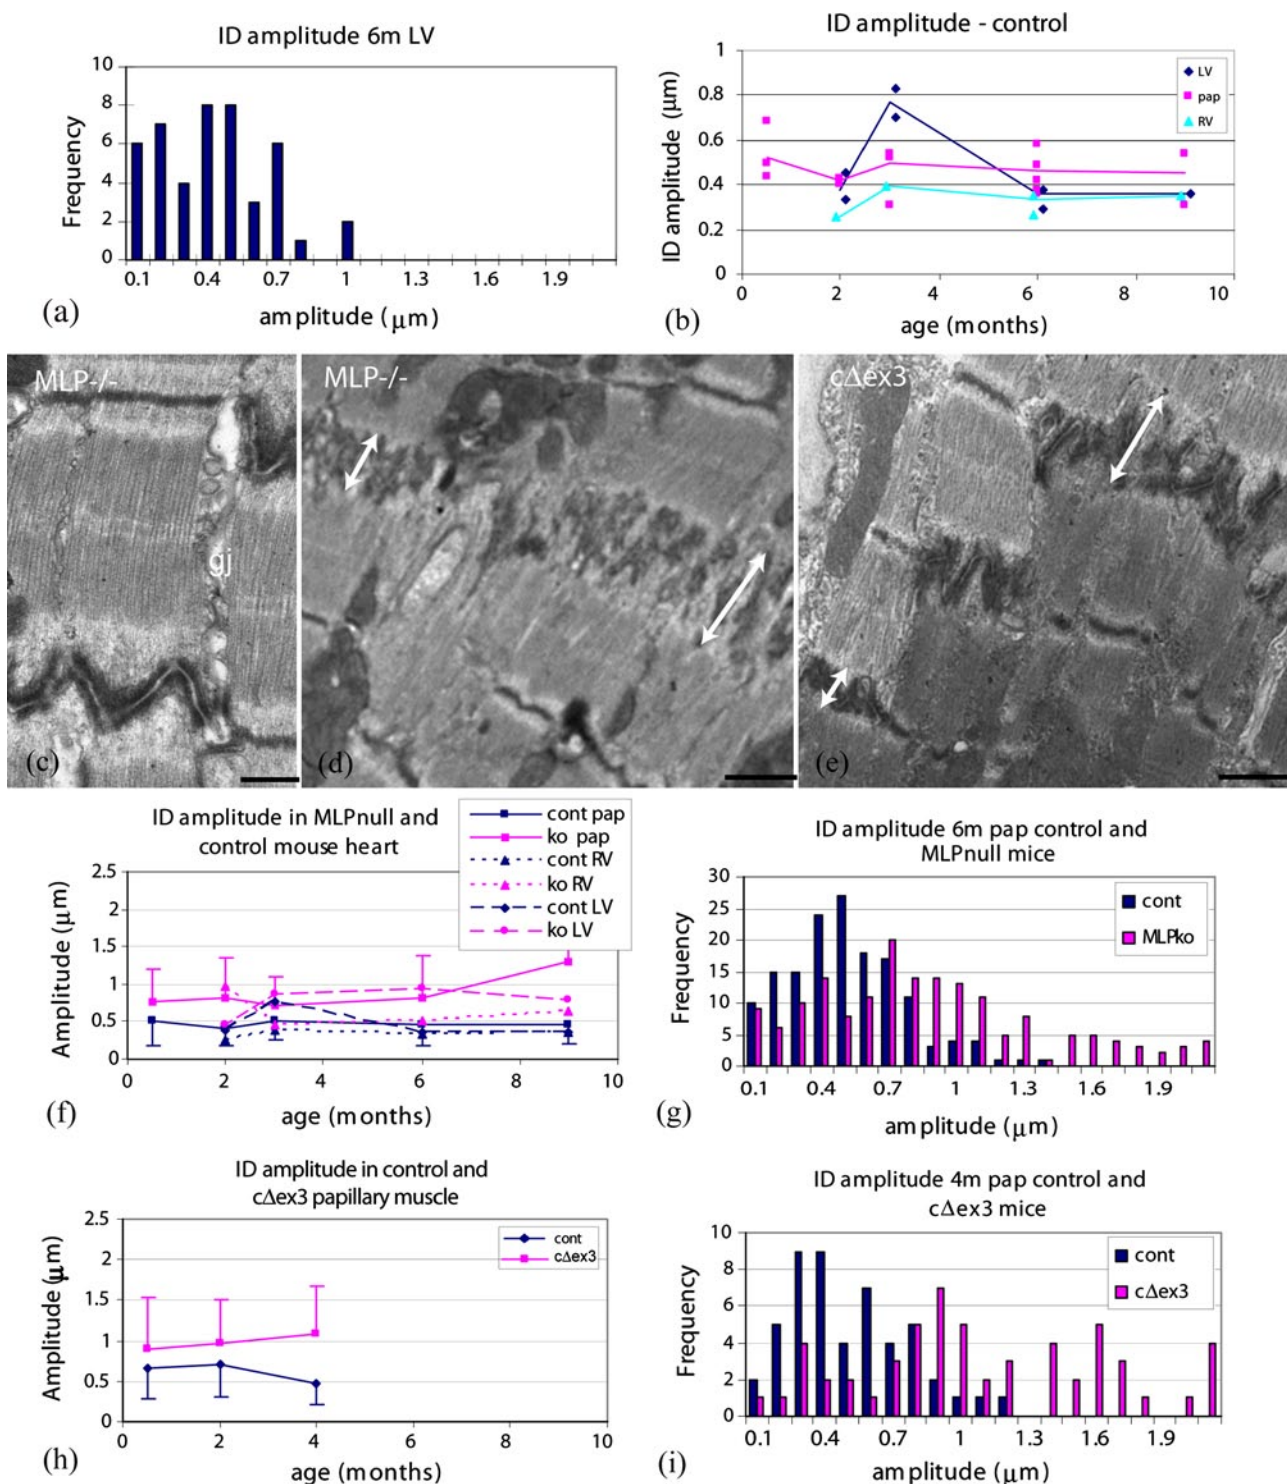 ID amplitude 6m LV
10
8
6
4
2
0
Frequency
0.1 0.4 0.7 1 1.3 1.6 1.9
amplitude (μm)
(a)
ID amplitude - control
1
0.8
0.6
0.4
0.2
0
ID amplitude (μm)
LV
pap
RV
0 2 4 6 8 10
age (months)
(b)
MLP-/-
gj
(c)
MLP-/-
(d)
cΔex3
(e)
ID amplitude in MLPnull and
control mouse heart
cont pap
ko pap
cont RV
ko RV
cont LV
ko LV
2.5
2
1.5
1
0.5
0
Amplitude (μm)
0 2 4 6 8 10
age (months)
(f)
ID amplitude 6m pap control and
MLPnull mice
30
25
20
15
10
5
0
Frequency
cont
MLPko
0.1 0.4 0.7 1 1.3 1.6 1.9
amplitude (μm)
(g)
ID amplitude in control and
cΔex3 papillary muscle
2.5
2
1.5
1
0.5
0
Amplitude (μm)
cont
cΔex3
0 2 4 6 8 10
age (months)
(h)
ID amplitude 4m pap control and
cΔex3 mice
10
8
6
4
2
0
Frequency
cont
cΔex3
0.1 0.4 0.7 1 1.3 1.6 1.9
amplitude (μm)
(i)